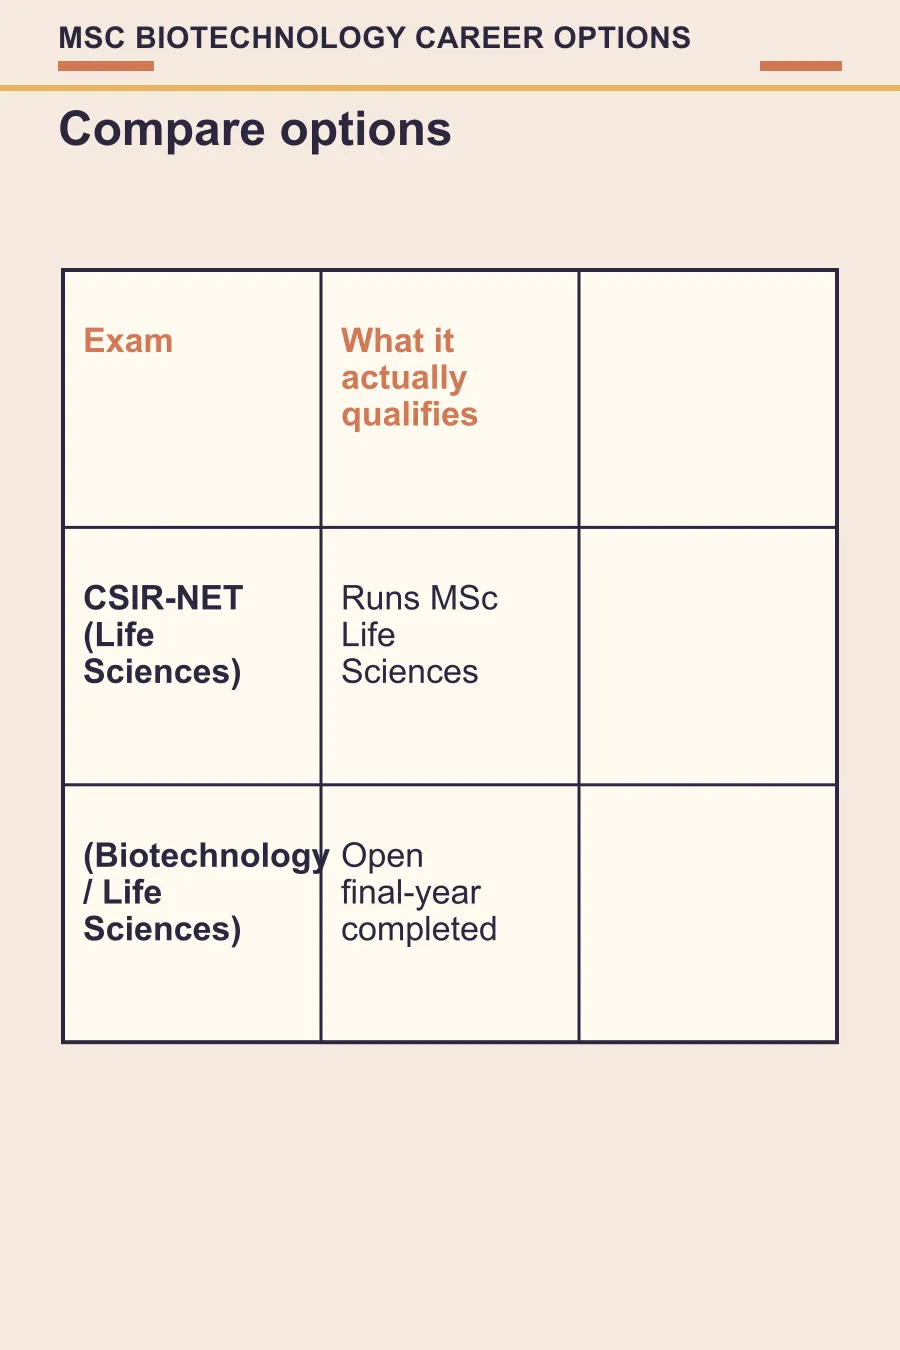 MSC BIOTECHNOLOGY CAREER OPTIONS
Compare options
Exam
What it
actually
qualifies
CSIR-NET
(Life
Sciences)
Runs MSc
Life
Sciences
(Biotechnology
/ Life
Sciences)
Open
final-year
completed